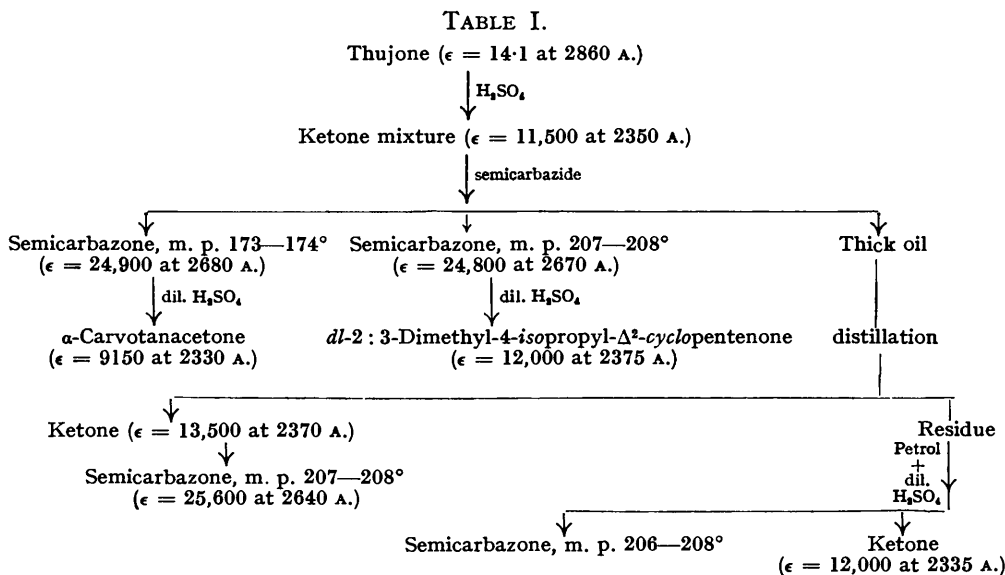 TABLE I.
Thujone (ϵ = 14·1 at 2860 A.)
H₂SO₄
Ketone mixture (ϵ = 11,500 at 2350 A.)
semicarbazide
Semicarbazone, m. p. 173—174° Semicarbazone, m. p. 207—208° Thick oil
(ϵ = 24,900 at 2680 A.) (ϵ = 24,800 at 2670 A.)
dil. H₂SO₄ dil. H₂SO₄
α-Carvotanacetone dl-2 : 3-Dimethyl-4-isopropyl-Δ²-cyclopentenone distillation
(ϵ = 9150 at 2330 A.) (ϵ = 12,000 at 2375 A.)
Ketone (ϵ = 13,500 at 2370 A.) Residue
Petrol
+
dil.
H₂SO₄
Semicarbazone, m. p. 207—208°
(ϵ = 25,600 at 2640 A.)
Semicarbazone, m. p. 206—208° Ketone
(ϵ = 12,000 at 2335 A.)